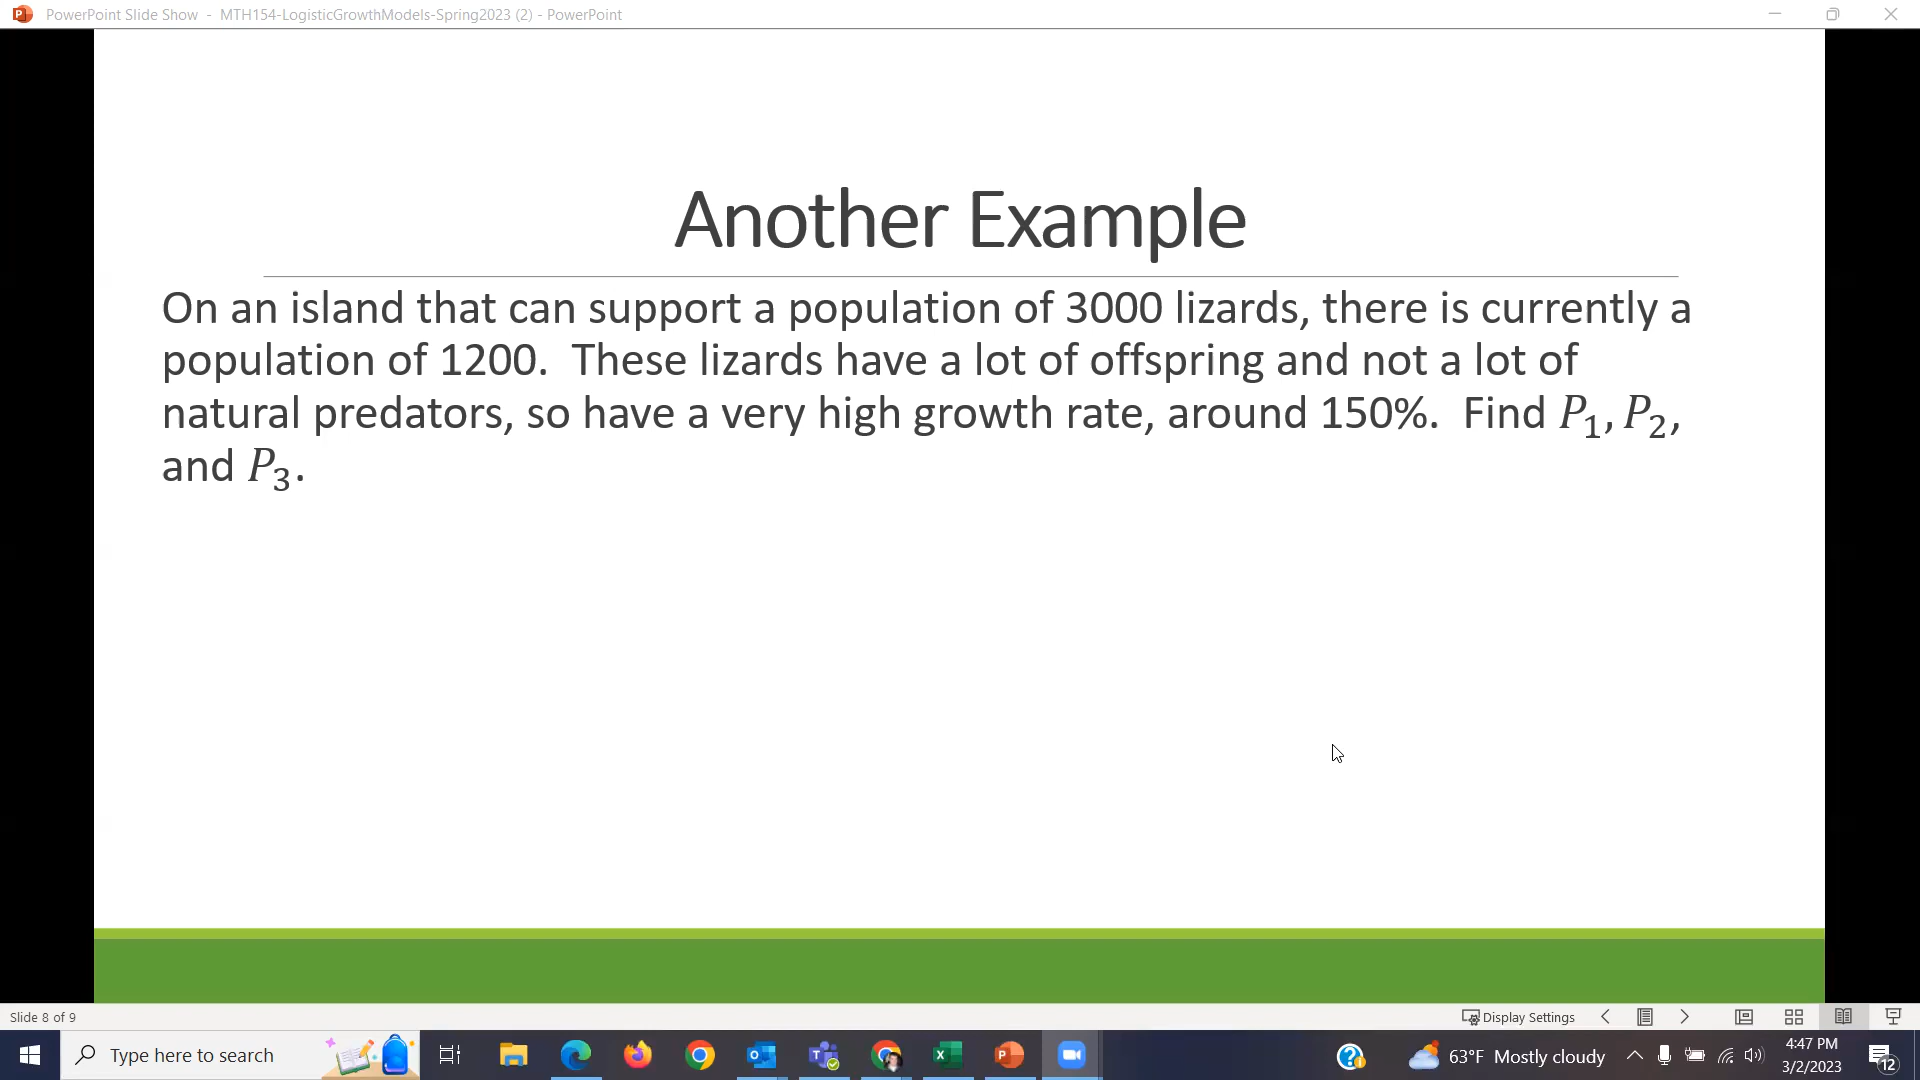 PowerPoint Slide Show - MTH154-LogisticGrowthModels-Spring2023 (2) - PowerPoint
Another Example
On an island that can support a population of 3000 lizards, there is currently a
population of 1200. These lizards have a lot of offspring and not a lot of
natural predators, so have a very high growth rate, around 150%. Find P₁, P₂,
and P₃.
Slide 8 of 9
Display Settings
Type here to search
63°F Mostly cloudy
4:47 PM
3/2/2023
12